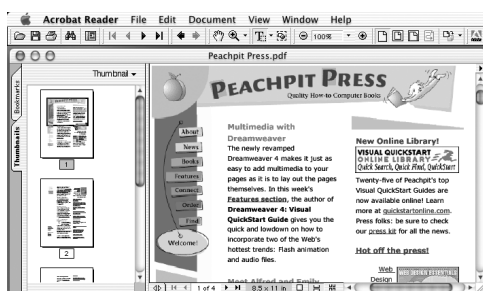 Acrobat Reader File Edit Document View Window Help
100%
Peachpit Press.pdf
Bookmarks
Thumbnails
Thumbnail
1
2
PEACHPIT PRESS
Quality How-to Computer Books
About
News
Books
Features
Connect
Order
Find
Welcome!
Multimedia with
Dreamweaver
The newly revamped
Dreamweaver 4 makes it just as
easy to add multimedia to your
pages as it is to lay out the pages
themselves. In this week's
Features section, the author of
Dreamweaver 4: Visual
QuickStart Guide gives you the
quick and lowdown on how to
incorporate two of the Web's
hottest trends: Flash animation
and audio files.
Meet Alfred and Emily
New Online Library!
VISUAL QUICKSTART
ONLINE LIBRARY
Quick Search, Quick Find, QuickStart
Twenty-five of Peachpit's top
Visual QuickStart Guides are
now available online! Learn
more at quickstartonline.com.
Press folks: be sure to check
our press kit for all the news.
Hot off the press!
Web
Design
WEB DESIGN ESSENTIALS
1 of 4 8.5 x 11 in